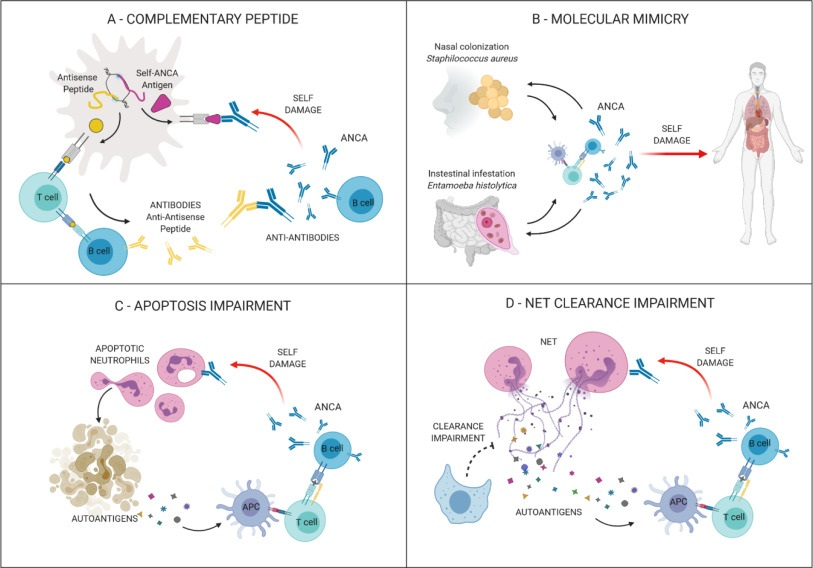 A - COMPLEMENTARY PEPTIDE
Antisense
Peptide
Self-ANCA
Antigen
SELF
DAMAGE
ANCA
T cell
B cell
ANTIBODIES
Anti-Antisense
Peptide
ANTI-ANTIBODIES
B cell
B - MOLECULAR MIMICRY
Nasal colonization
Staphilococcus aureus
ANCA
SELF
DAMAGE
Instestinal infestation
Entamoeba histolytica
C - APOPTOSIS IMPAIRMENT
APOPTOTIC
NEUTROPHILS
SELF
DAMAGE
ANCA
B cell
AUTOANTIGENS
APC
T cell
D - NET CLEARANCE IMPAIRMENT
NET
SELF
DAMAGE
ANCA
CLEARANCE
IMPAIRMENT
B cell
AUTOANTIGENS
APC
T cell